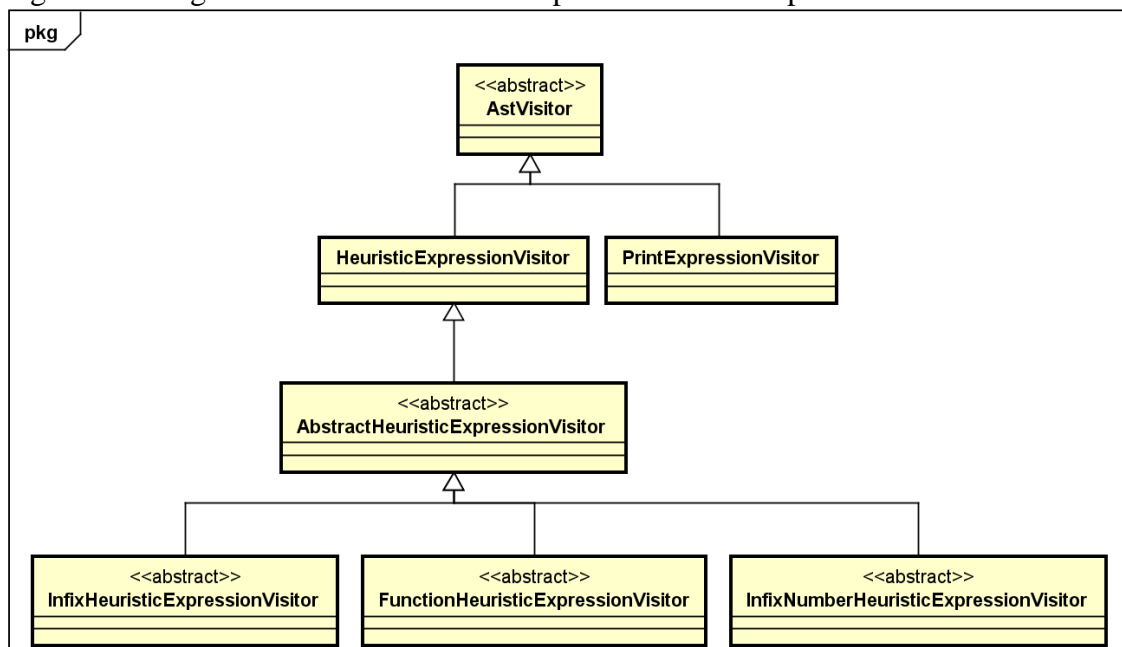 pkg
<<abstract>>
AstVisitor
HeuristicExpressionVisitor PrintExpressionVisitor
<<abstract>>
AbstractHeuristicExpressionVisitor
<<abstract>> <<abstract>> <<abstract>>
InfixHeuristicExpressionVisitor FunctionHeuristicExpressionVisitor InfixNumberHeuristicExpressionVisitor